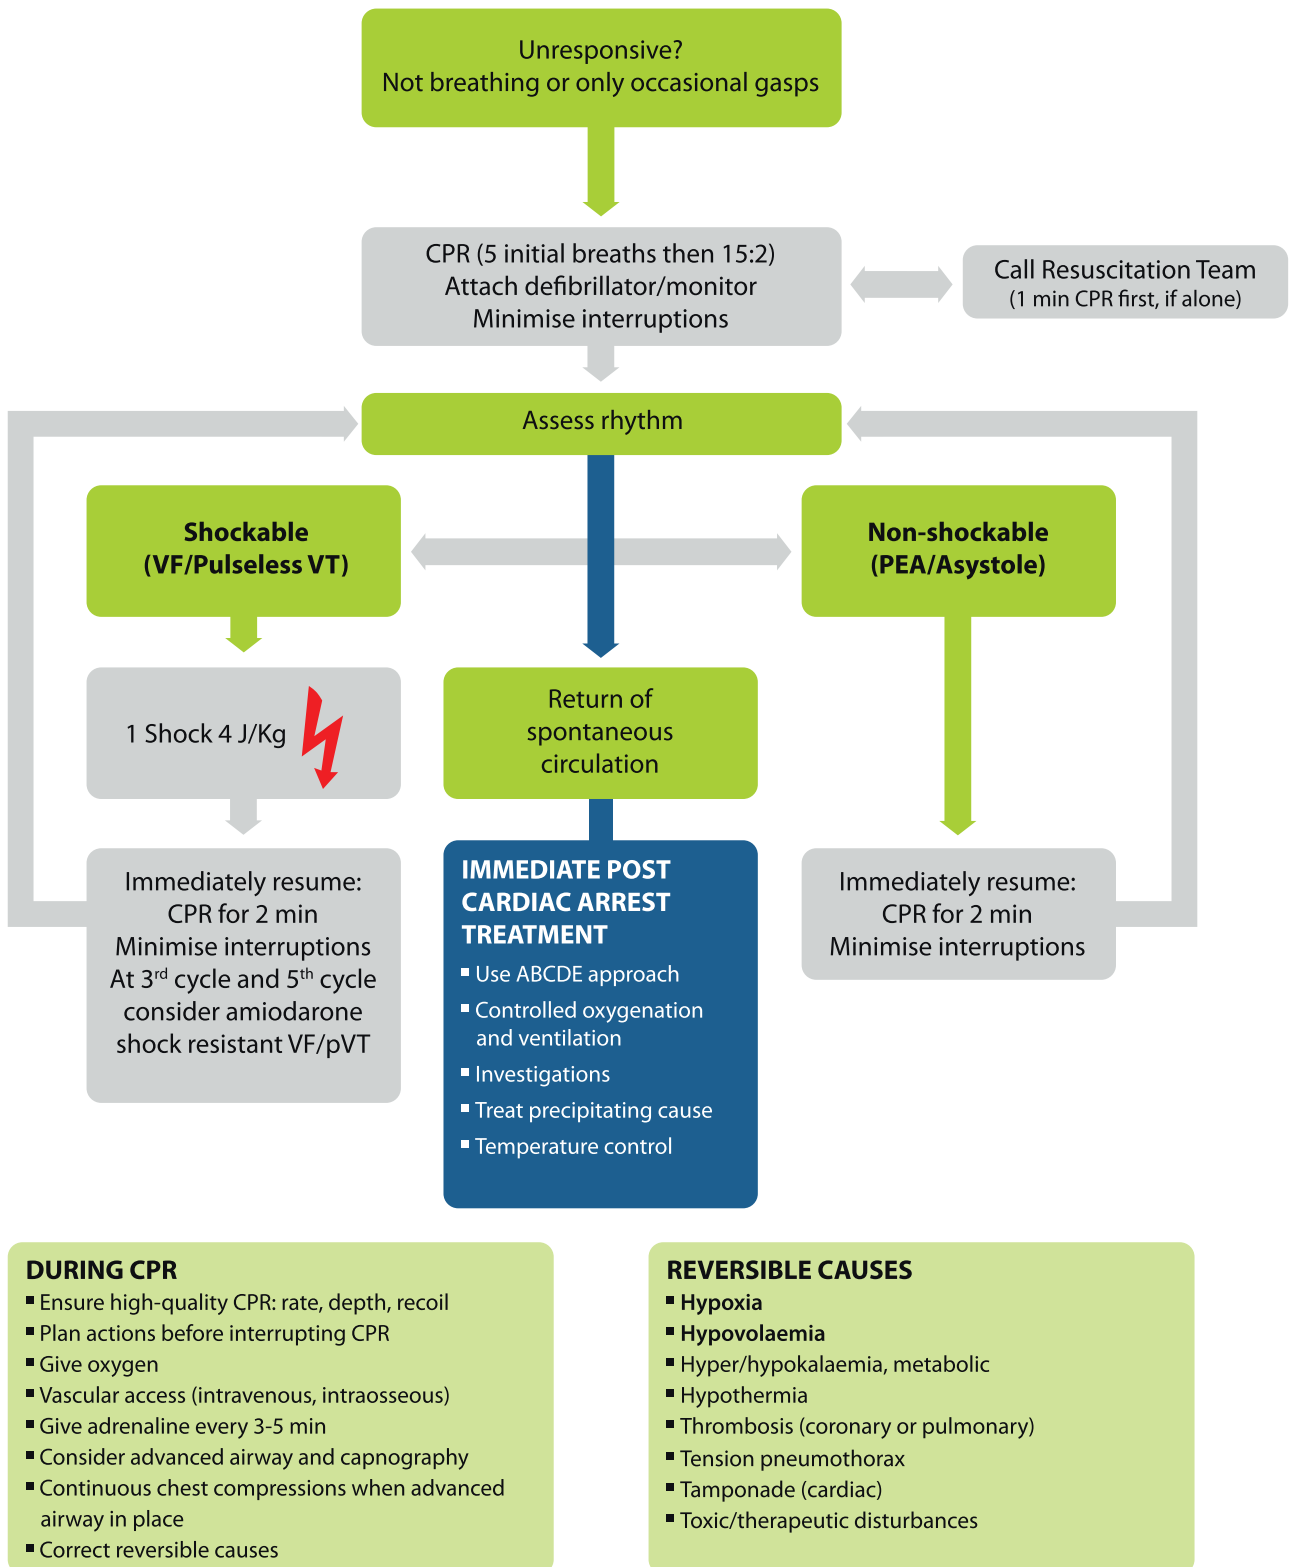 Unresponsive?
Not breathing or only occasional gasps
CPR (5 initial breaths then 15:2)
Attach defibrillator/monitor
Minimise interruptions
Call Resuscitation Team
(1 min CPR first, if alone)
Assess rhythm
Shockable
(VF/Pulseless VT)
Non-shockable
(PEA/Asystole)
1 Shock 4 J/Kg
Return of
spontaneous
circulation
Immediately resume:
CPR for 2 min
Minimise interruptions
At 3rd cycle and 5th cycle
consider amiodarone
shock resistant VF/pVT
IMMEDIATE POST
CARDIAC ARREST
TREATMENT
▪ Use ABCDE approach
▪ Controlled oxygenation
and ventilation
▪ Investigations
▪ Treat precipitating cause
▪ Temperature control
Immediately resume:
CPR for 2 min
Minimise interruptions
DURING CPR
▪ Ensure high-quality CPR: rate, depth, recoil
▪ Plan actions before interrupting CPR
▪ Give oxygen
▪ Vascular access (intravenous, intraosseous)
▪ Give adrenaline every 3-5 min
▪ Consider advanced airway and capnography
▪ Continuous chest compressions when advanced
airway in place
▪ Correct reversible causes
REVERSIBLE CAUSES
▪ Hypoxia
▪ Hypovolaemia
▪ Hyper/hypokalaemia, metabolic
▪ Hypothermia
▪ Thrombosis (coronary or pulmonary)
▪ Tension pneumothorax
▪ Tamponade (cardiac)
▪ Toxic/therapeutic disturbances